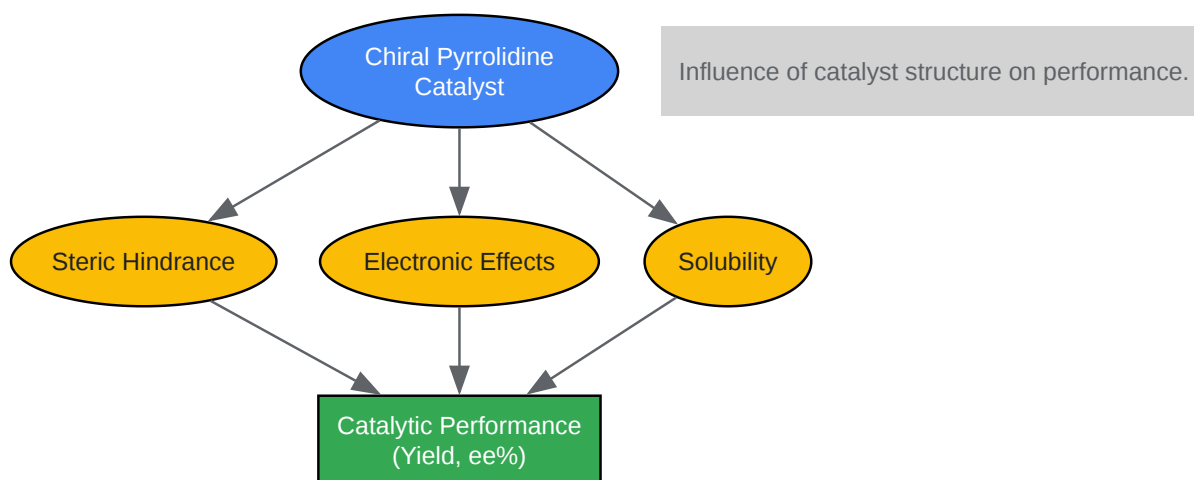 Chiral Pyrrolidine
Catalyst
Influence of catalyst structure on performance.
Steric Hindrance
Electronic Effects
Solubility
Catalytic Performance
(Yield, ee%)